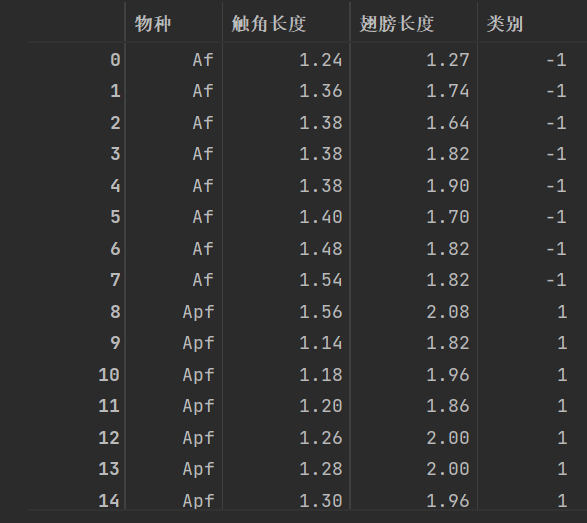 物种 触角长度 翅膀长度 类别
0 Af 1.24 1.27 -1
1 Af 1.36 1.74 -1
2 Af 1.38 1.64 -1
3 Af 1.38 1.82 -1
4 Af 1.38 1.90 -1
5 Af 1.40 1.70 -1
6 Af 1.48 1.82 -1
7 Af 1.54 1.82 -1
8 Apf 1.56 2.08 1
9 Apf 1.14 1.82 1
10 Apf 1.18 1.96 1
11 Apf 1.20 1.86 1
12 Apf 1.26 2.00 1
13 Apf 1.28 2.00 1
14 Apf 1.30 1.96 1